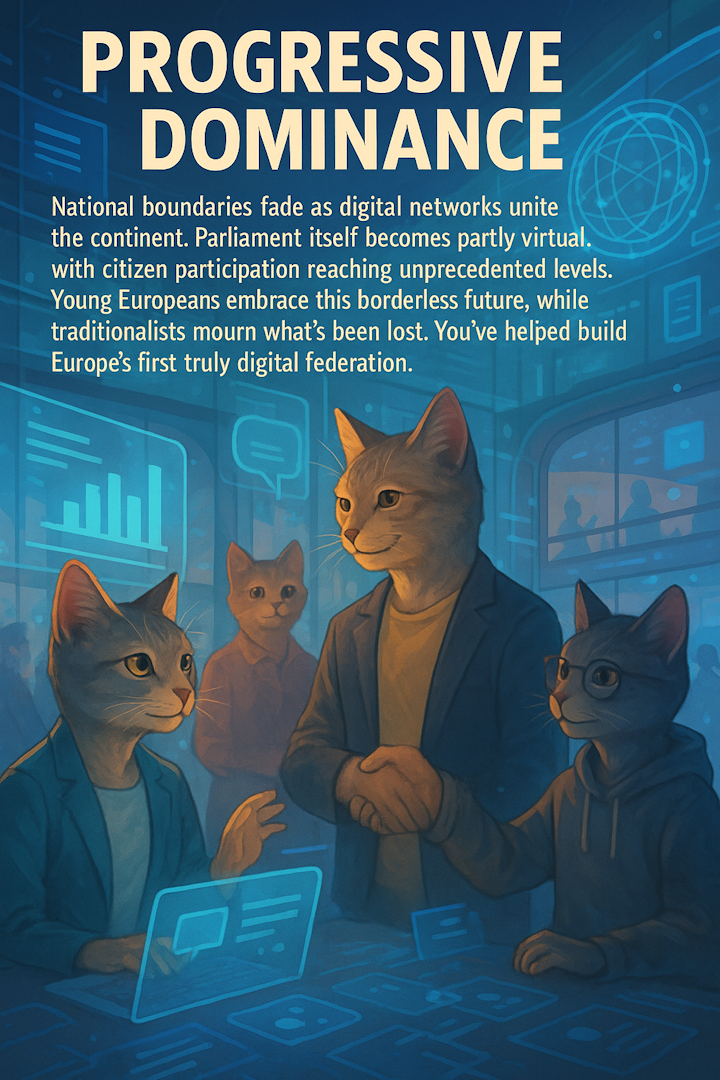 PROGRESSIVE
DOMINANCE
National boundaries fade as digital networks unite
the continent. Parliament itself becomes partly virtual.
with citizen participation reaching unprecedented levels.
Young Europeans embrace this borderless future, while
traditionalists mourn what's been lost. You've helped build
Europe's first truly digital federation.